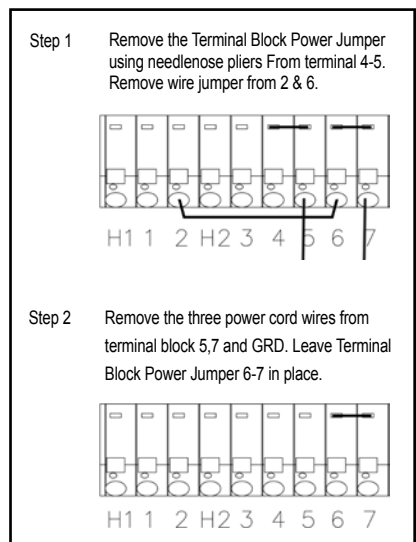 Step 1 Remove the Terminal Block Power Jumper
using needlenose pliers From terminal 4-5.
Remove wire jumper from 2 & 6.
H1 1 2 H2 3 4 5 6 7
Step 2 Remove the three power cord wires from
terminal block 5,7 and GRD. Leave Terminal
Block Power Jumper 6-7 in place.
H1 1 2 H2 3 4 5 6 7